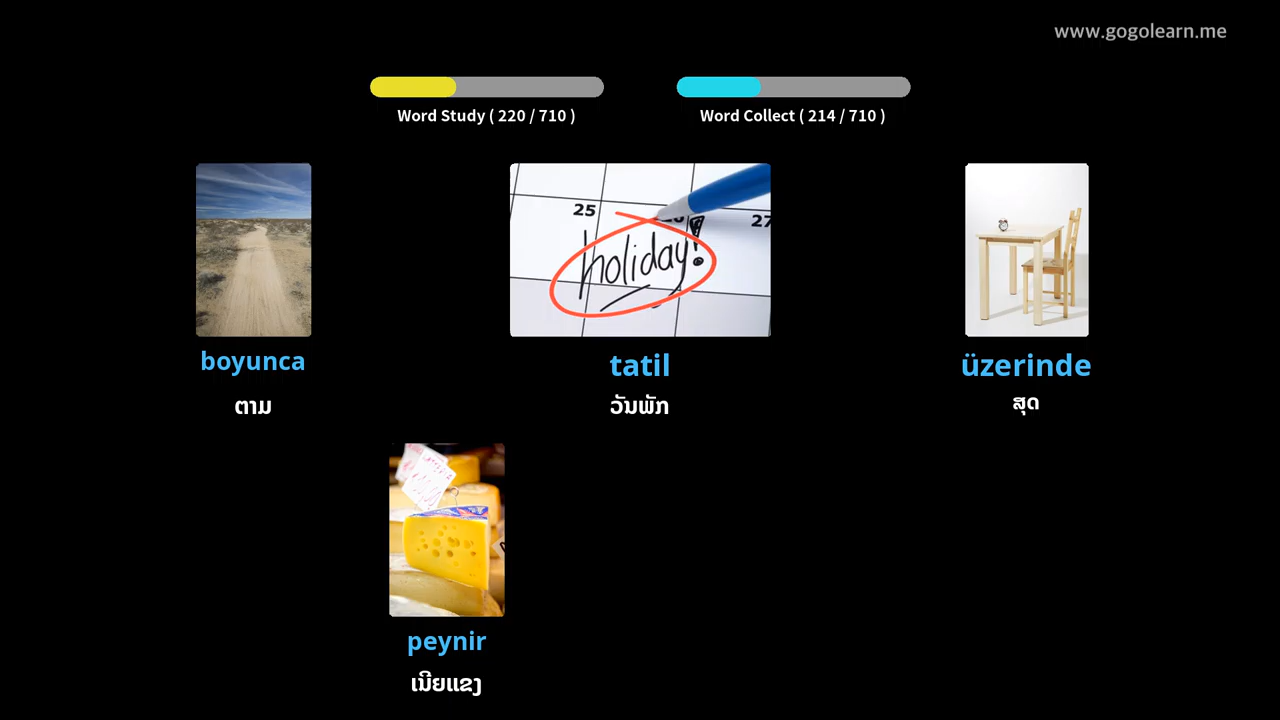 www.gogolearn.me
Word Study ( 220 / 710 )
Word Collect ( 214 / 710 )
25
27
holiday!
boyunca
tatil
üzerinde
ຕາມ
ວັນພັກ
ສຸດ
peynir
ເນີຍແຂງ